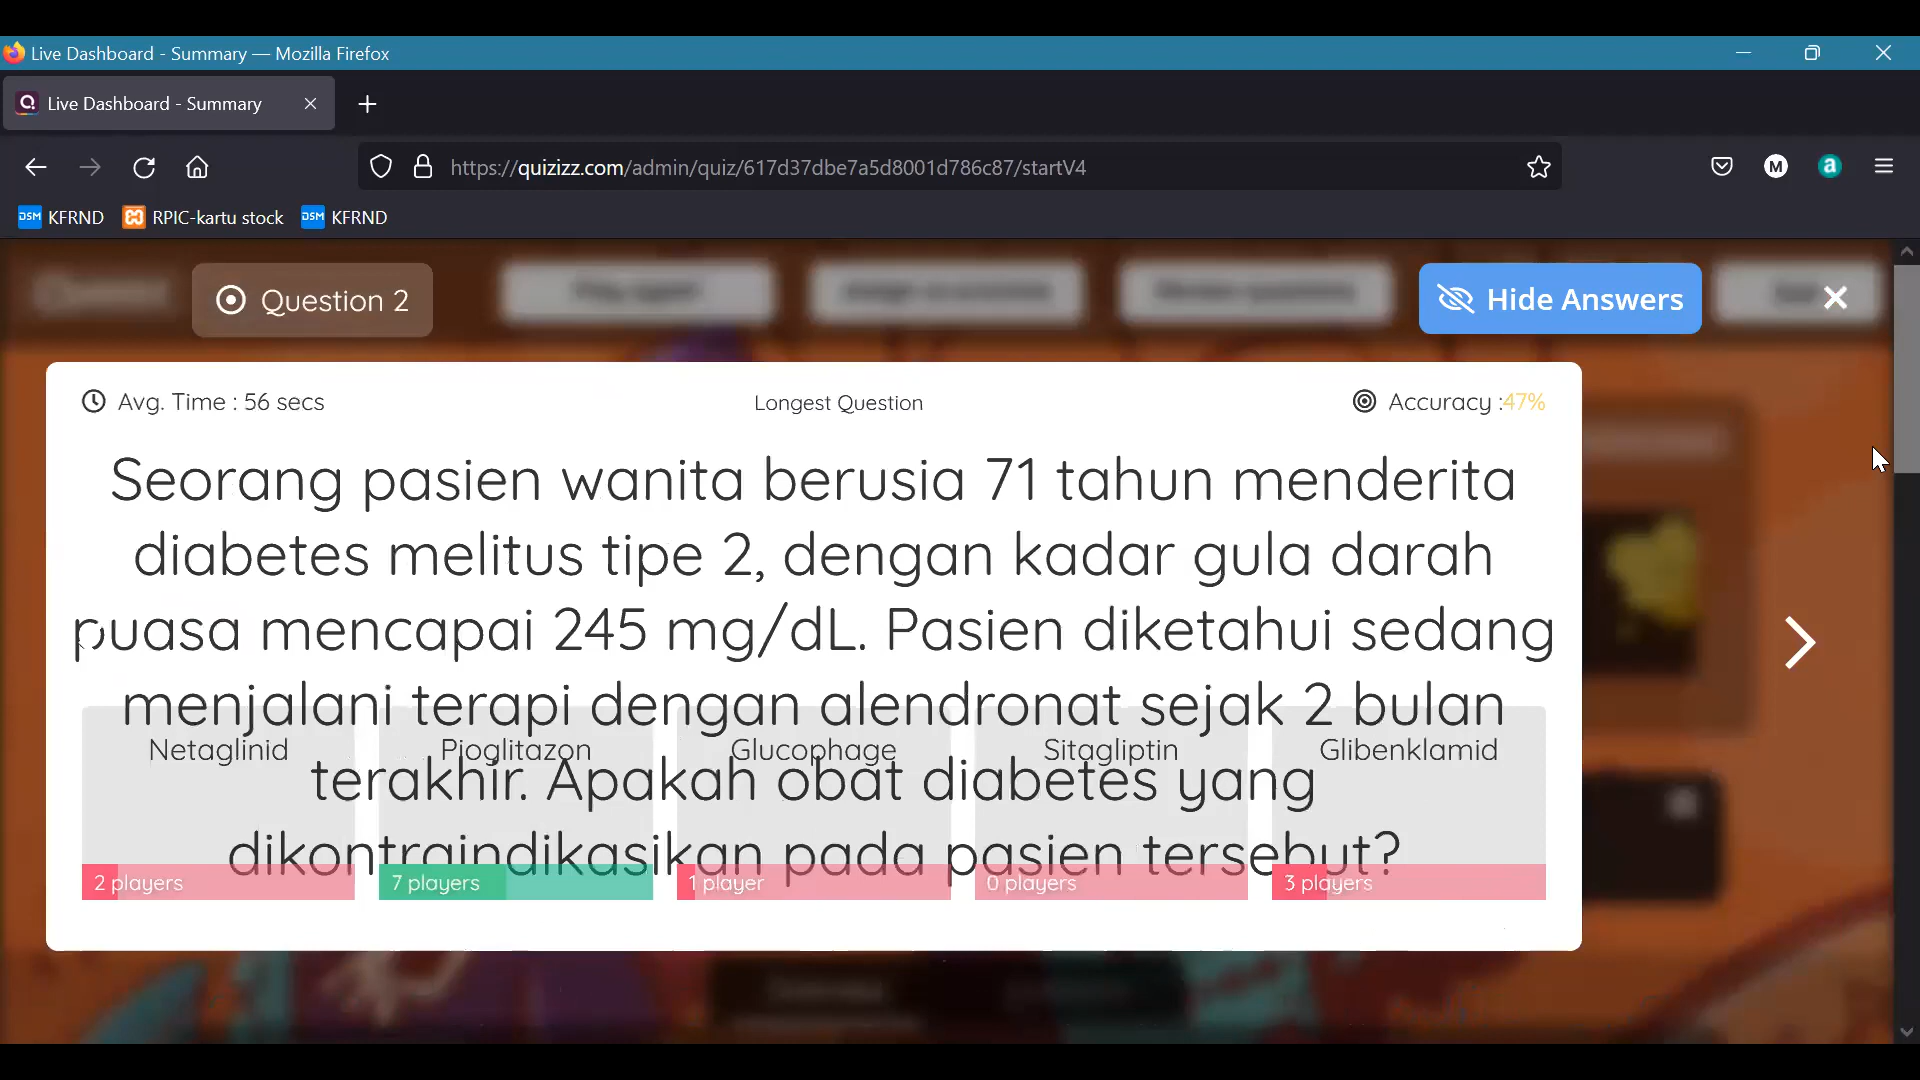 Live Dashboard - Summary — Mozilla Firefox
Live Dashboard - Summary
https://quizizz.com/admin/quiz/617d37dbe7a5d8001d786c87/startV4
KFRND RPIC-kartu stock KFRND
Question 2
Hide Answers
Avg. Time : 56 secs
Longest Question
Accuracy :47%
Seorang pasien wanita berusia 71 tahun menderita
diabetes melitus tipe 2, dengan kadar gula darah
puasa mencapai 245 mg/dL. Pasien diketahui sedang
menjalani terapi dengan alendronat sejak 2 bulan
terakhir. Apakah obat diabetes yang
dikontraindikasikan pada pasien tersebut?
Netaglinid
Pioglitazon
Glucophage
Sitagliptin
Glibenklamid
2 players
7 players
1 player
0 players
3 players